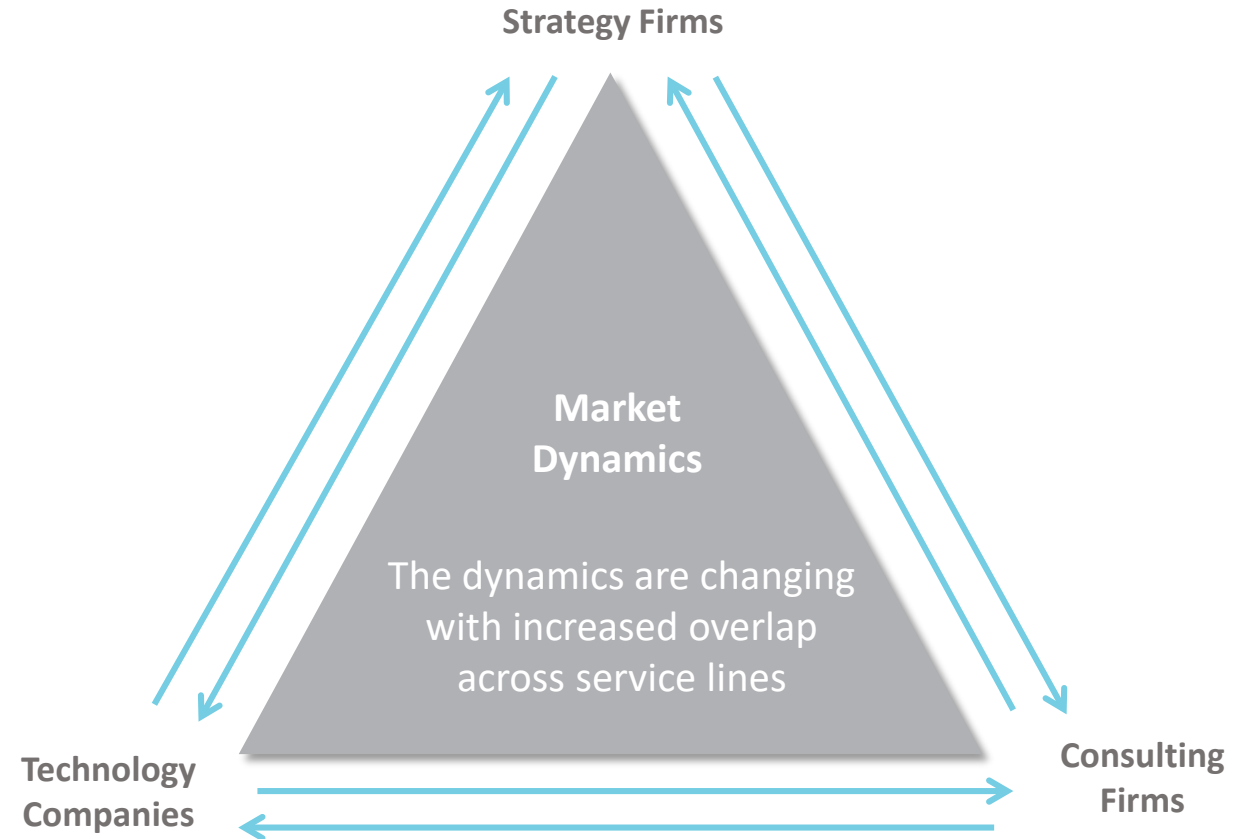 Strategy Firms
Market
Dynamics
The dynamics are changing
with increased overlap
across service lines
Technology
Companies
Consulting
Firms